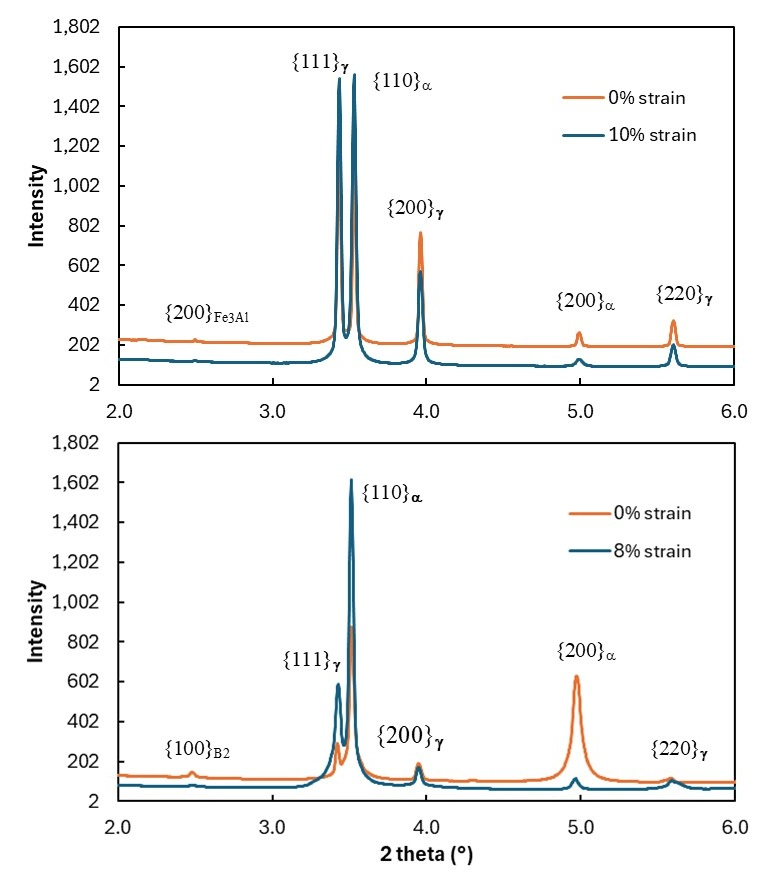 1,802
1,602
1,402
1,202
1,002
802
602
402
202
2
Intensity
{111}γ
{110}α
{200}γ
{200}Fe3Al
{200}α
{220}γ
0% strain
10% strain
2.0 3.0 4.0 5.0 6.0
1,802
1,602
1,402
1,202
1,002
802
602
402
202
2
Intensity
{110}α
{111}γ
{200}α
{100}B2
{200}γ
{220}γ
0% strain
8% strain
2.0 3.0 4.0 5.0 6.0
2 theta (°)